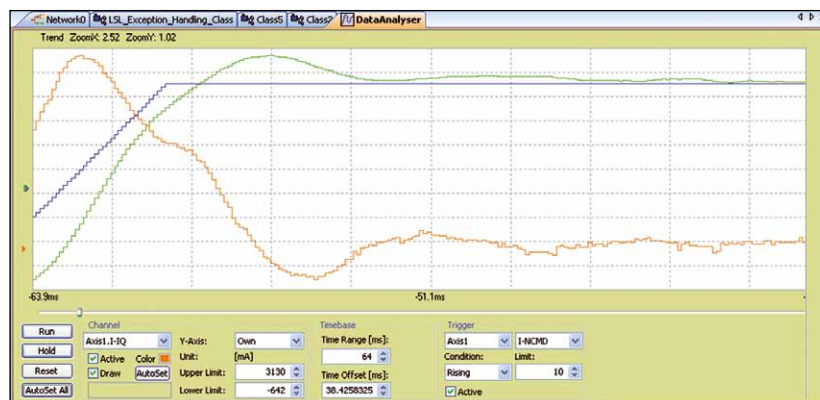 Network0 LSL_Exception_Handling_Class Class5 Class2 DataAnalyser
Trend ZoomX: 2.52 ZoomY: 1.02
-63.9ms -51.1ms
Run
Hold
Reset
AutoSet All
Channel
Axis1.I-IQ
Active Color
Draw AutoSet
Y-Axis: Own
Unit: [mA]
Upper Limit: 3130
Lower Limit: -642
Timebase
Time Range [ms]:
64
Time Offset [ms]:
38.4258325
Trigger
Axis1 I-NCMD
Condition: Limit:
Rising 10
Active